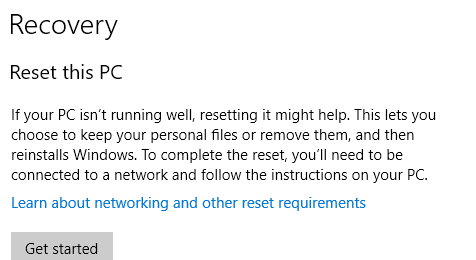 Recovery
Reset this PC
If your PC isn't running well, resetting it might help. This lets you
choose to keep your personal files or remove them, and then
reinstalls Windows. To complete the reset, you'll need to be
connected to a network and follow the instructions on your PC.
Learn about networking and other reset requirements
Get started